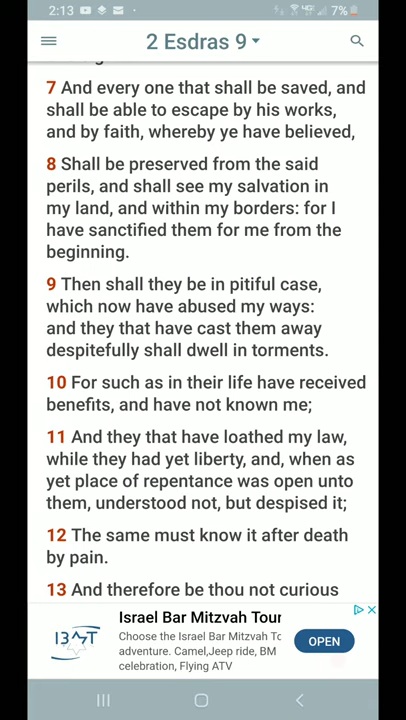 2:13
7%
2 Esdras 9
7 And every one that shall be saved, and
shall be able to escape by his works,
and by faith, whereby ye have believed,
8 Shall be preserved from the said
perils, and shall see my salvation in
my land, and within my borders: for I
have sanctified them for me from the
beginning.
9 Then shall they be in pitiful case,
which now have abused my ways:
and they that have cast them away
despitefully shall dwell in torments.
10 For such as in their life have received
benefits, and have not known me;
11 And they that have loathed my law,
while they had yet liberty, and, when as
yet place of repentance was open unto
them, understood not, but despised it;
12 The same must know it after death
by pain.
13 And therefore be thou not curious
Israel Bar Mitzvah Tour
Choose the Israel Bar Mitzvah To
adventure. Camel,Jeep ride, BM
celebration, Flying ATV
OPEN